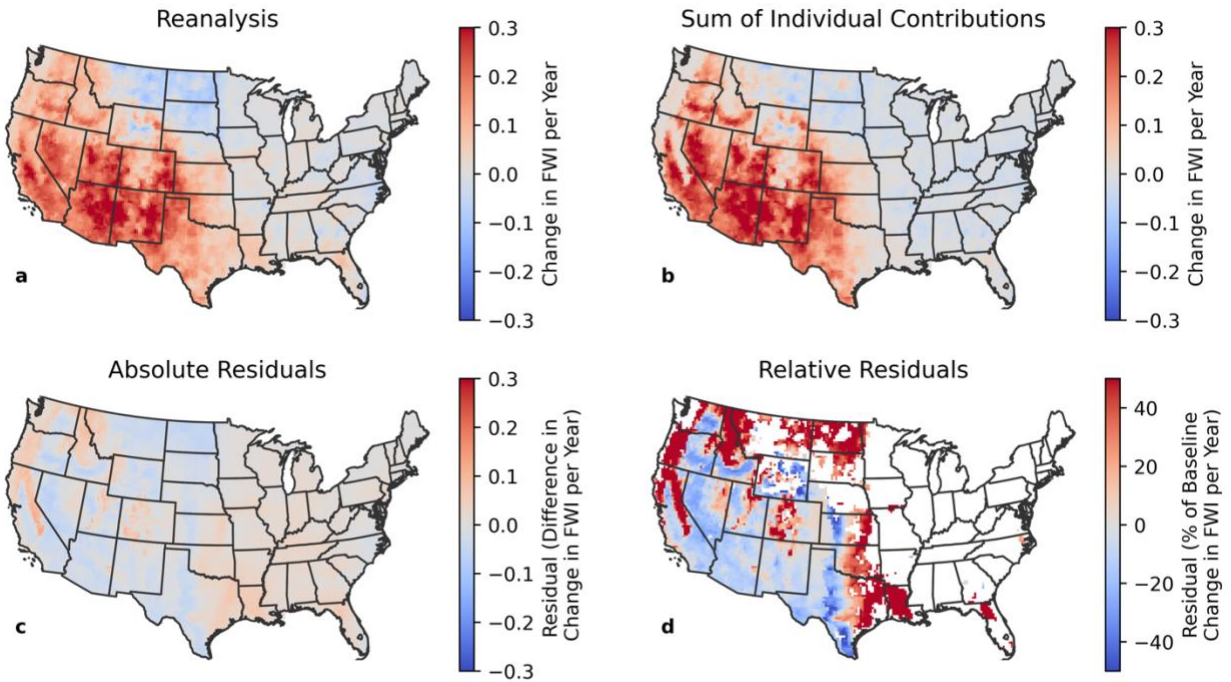 Reanalysis
0.3
0.2
0.1
0.0
−0.1
−0.2
−0.3
Change in FWI per Year
a
Sum of Individual Contributions
0.3
0.2
0.1
0.0
−0.1
−0.2
−0.3
Change in FWI per Year
b
Absolute Residuals
0.3
0.2
0.1
0.0
−0.1
−0.2
−0.3
Residual (Difference in
Change in FWI per Year)
c
Relative Residuals
40
20
0
−20
−40
Residual (% of Baseline
Change in FWI per Year)
d